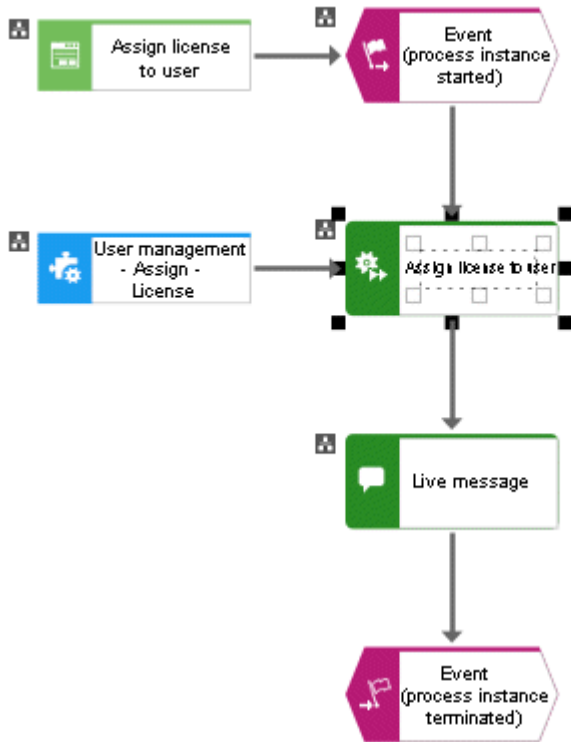 Assign license
to user
Event
(process instance
started)
User management
- Assign -
License
Assign license to user
Live message
Event
(process instance
terminated)